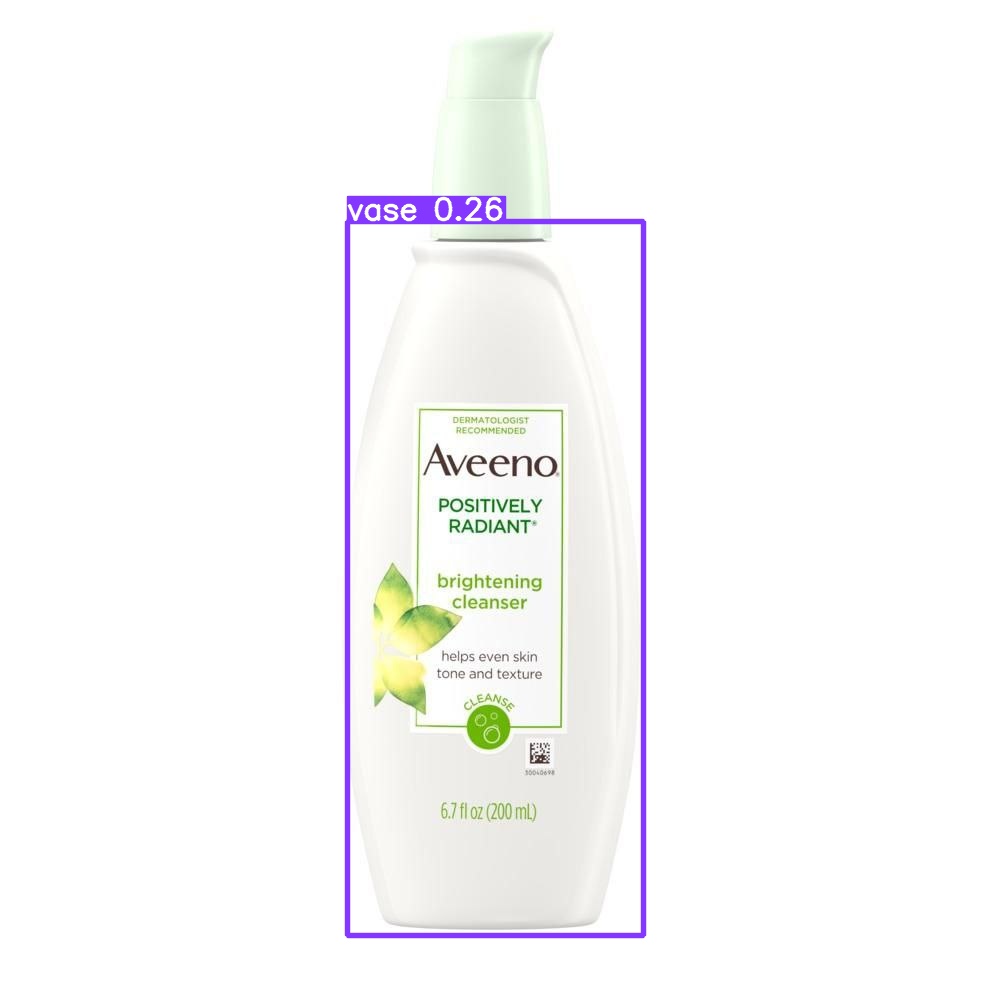 vase 0.26
DERMATOLOGIST
RECOMMENDED
Aveeno®
POSITIVELY
RADIANT®
brightening
cleanser
helps even skin
tone and texture
CLEANSE
30040698
6.7 fl oz (200 mL)